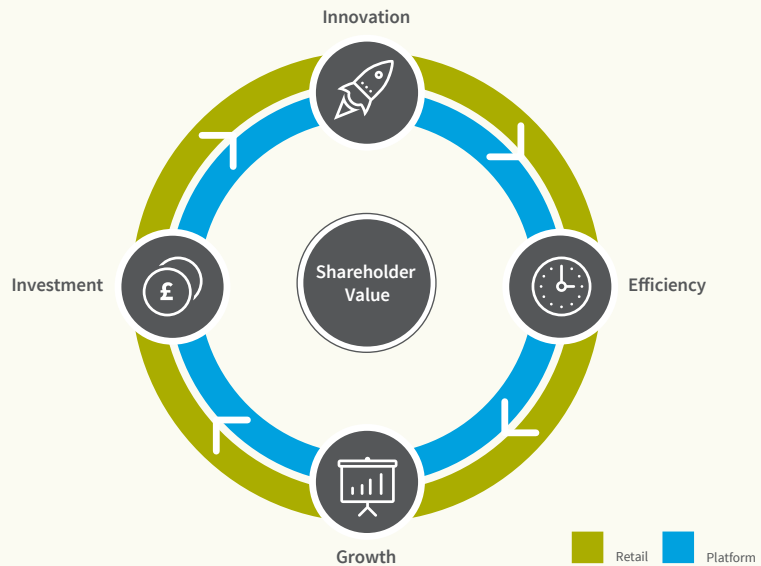 Innovation
Investment
£
Shareholder
Value
Efficiency
Growth
Retail
Platform